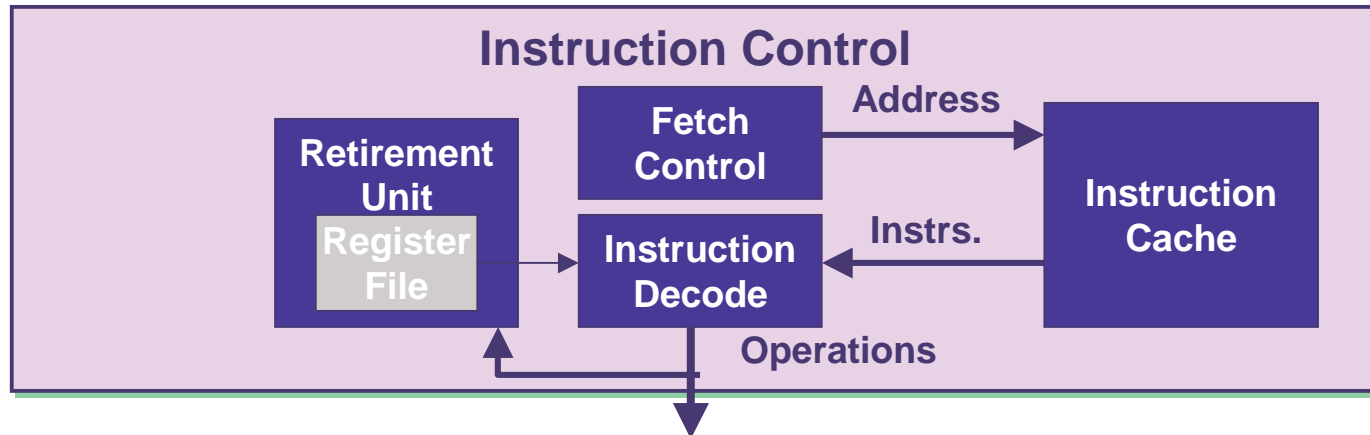 Instruction Control
Address
Fetch
Control
Retirement
Unit
Register
File
Instruction
Cache
Instrs.
Instruction
Decode
Operations